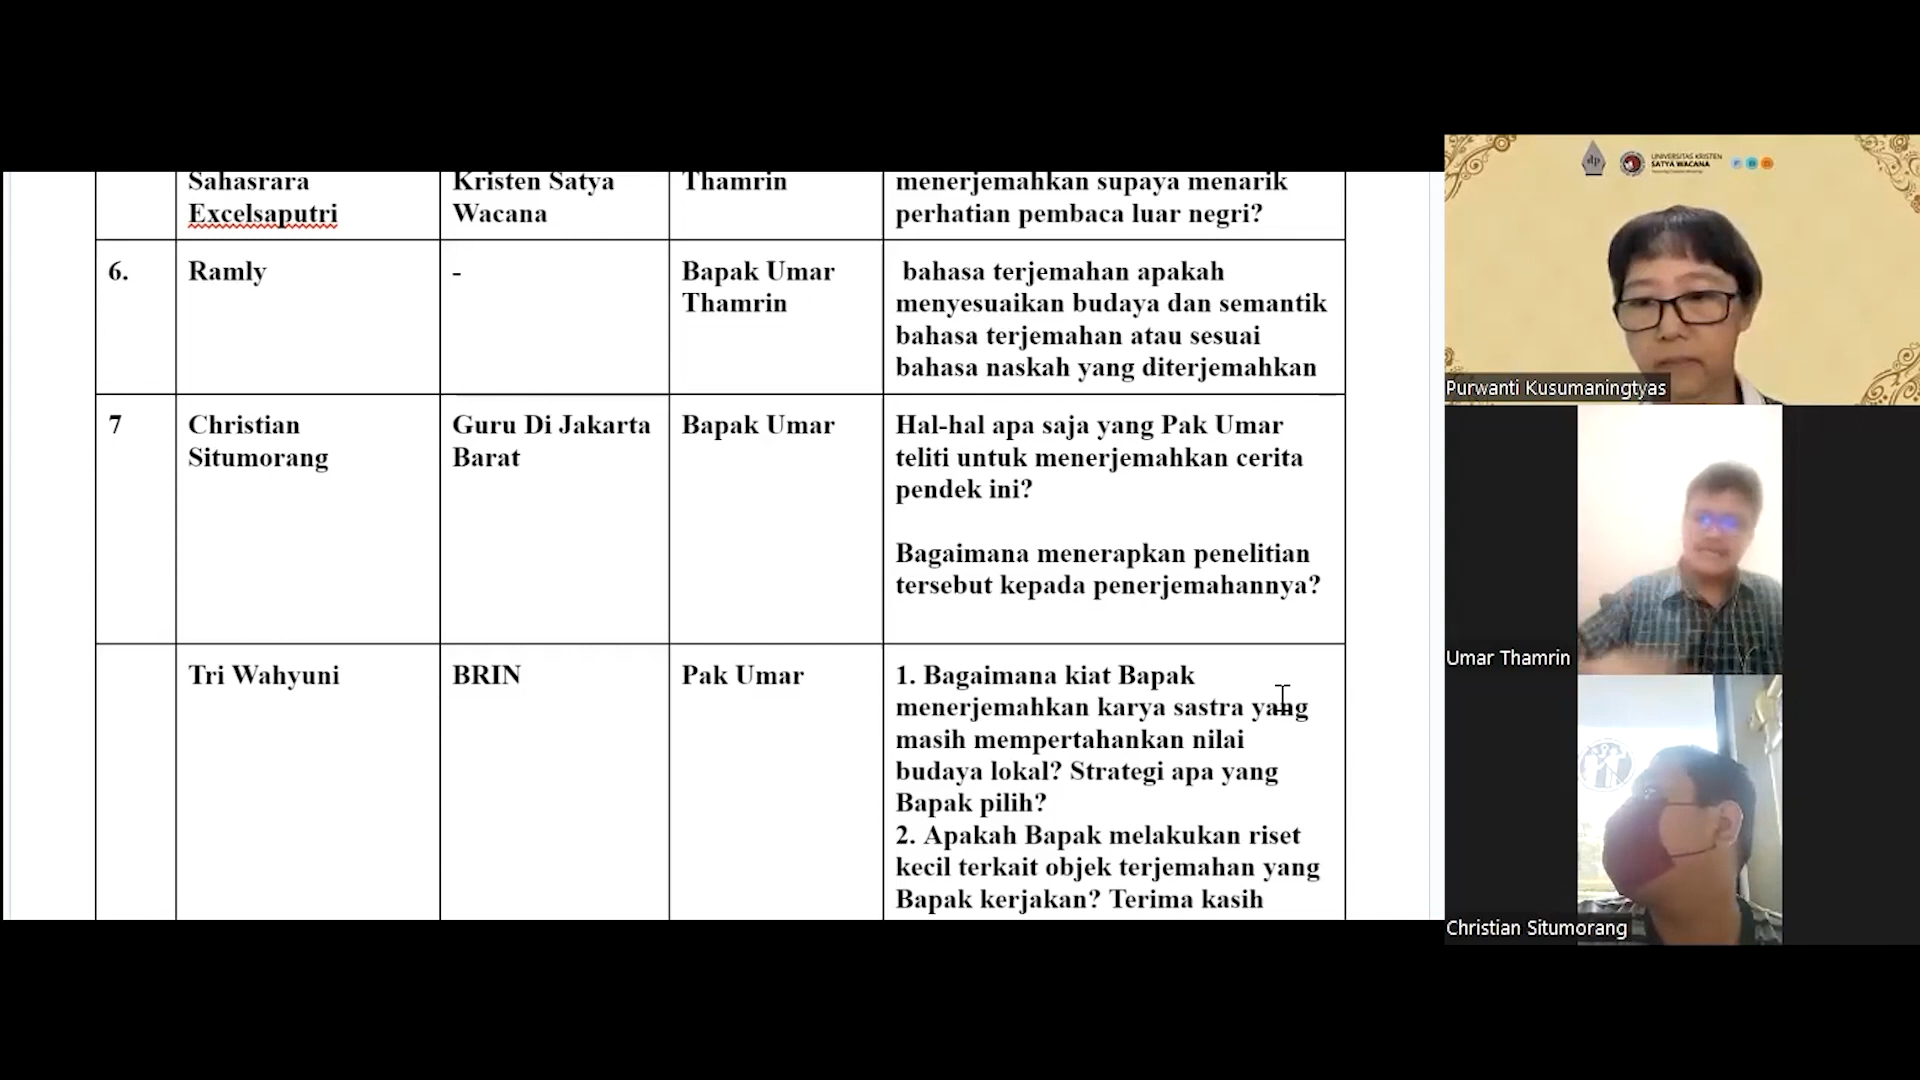 Sahasrara
Excelsaputri
Kristen Satya
Wacana
Thamrin
menerjemahkan supaya menarik
perhatian pembaca luar negri?
6.
Ramly
-
Bapak Umar
Thamrin
bahasa terjemahan apakah
menyesuaikan budaya dan semantik
bahasa terjemahan atau sesuai
bahasa naskah yang diterjemahkan
7
Christian
Situmorang
Guru Di Jakarta
Barat
Bapak Umar
Hal-hal apa saja yang Pak Umar
teliti untuk menerjemahkan cerita
pendek ini?
Bagaimana menerapkan penelitian
tersebut kepada penerjemahannya?
Tri Wahyuni
BRIN
Pak Umar
1. Bagaimana kiat Bapak
menerjemahkan karya sastra yang
masih mempertahankan nilai
budaya lokal? Strategi apa yang
Bapak pilih?
2. Apakah Bapak melakukan riset
kecil terkait objek terjemahan yang
Bapak kerjakan? Terima kasih
UNIVERSITAS KRISTEN
SATYA WACANA
Purwanti Kusumaningtyas
Umar Thamrin
Christian Situmorang